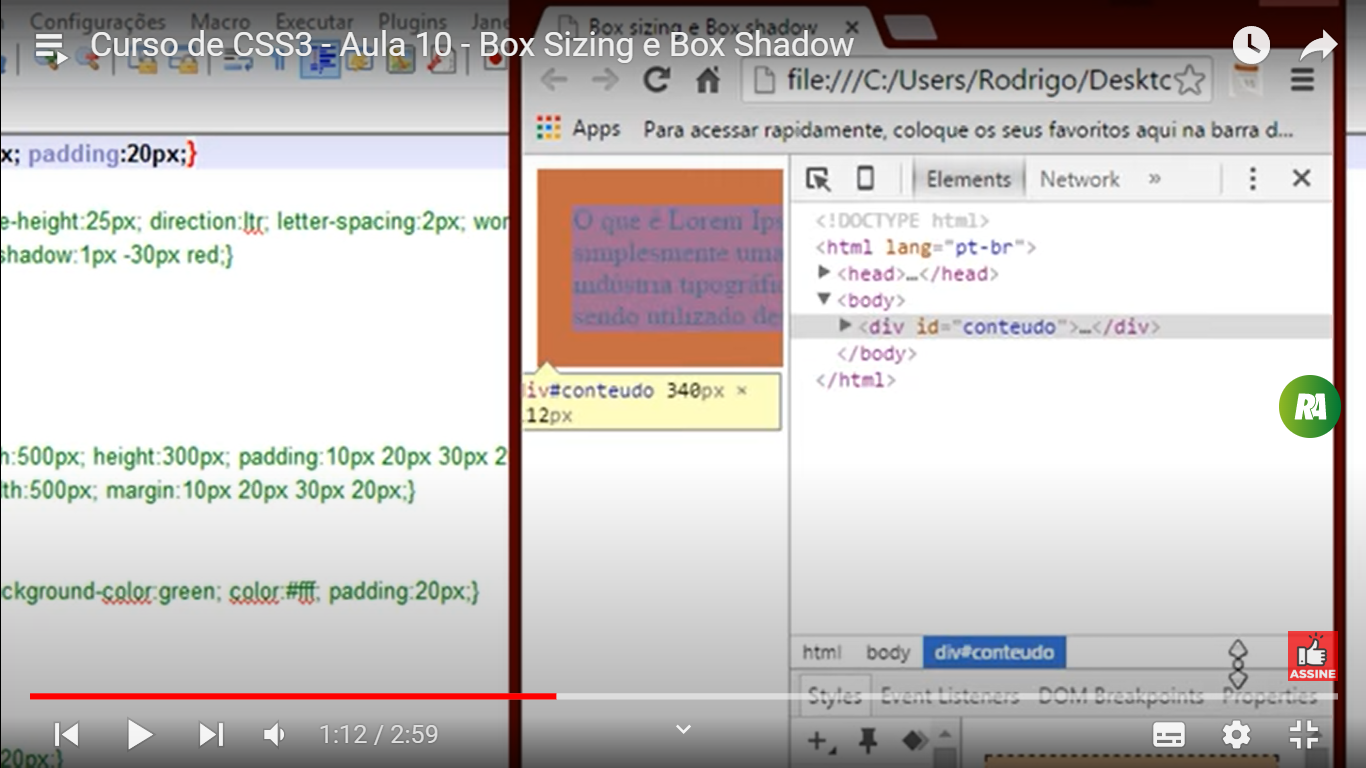 Configurações Macro Executar Plugins Jane
Box sizing e Box shadow
Curso de CSS3 - Aula 10 - Box Sizing e Box Shadow
file:///C:/Users/Rodrigo/Desktc
Apps Para acessar rapidamente, coloque os seus favoritos aqui na barra d...
x; padding:20px;}
e-height:25px; direction:ltr; letter-spacing:2px; wor
shadow:1px -30px red;}
h:500px; height:300px; padding:10px 20px 30px 2
lth:500px; margin:10px 20px 30px 20px;}
ckground-color:green; color:#fff; padding:20px;}
20px;}
O que é Lorem Ips
simplesmente uma
indústria tipográfic
sendo utilizado de
div#conteudo 340px ×
12px
Elements Network »
<!DOCTYPE html>
<html lang="pt-br">
<head>…</head>
<body>
<div id="conteudo">…</div>
</body>
</html>
RA
html body div#conteudo
ASSINE
Styles Event Listeners DOM Breakpoints Properties
1:12 / 2:59